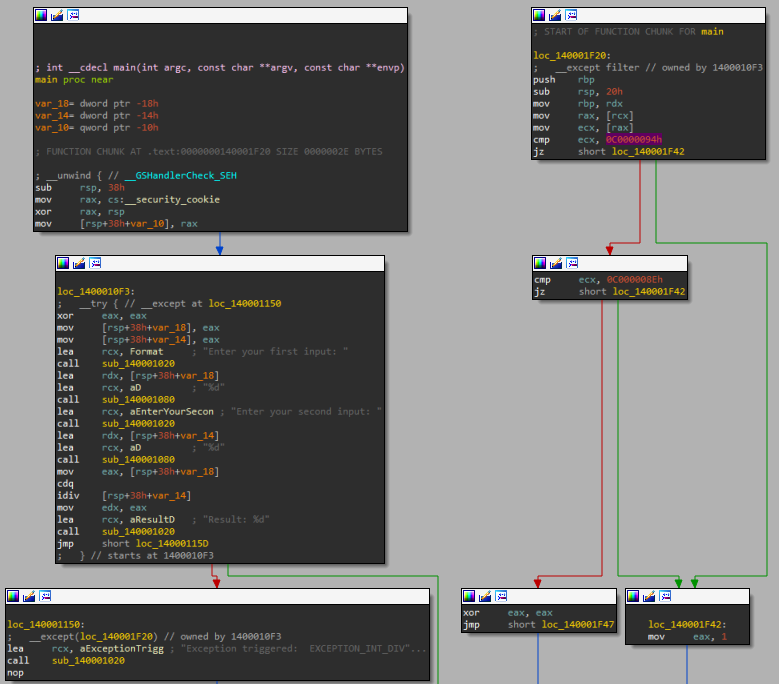 ; int __cdecl main(int argc, const char **argv, const char **envp)
main proc near
var_18= dword ptr -18h
var_14= dword ptr -14h
var_10= qword ptr -10h
; FUNCTION CHUNK AT .text:0000000140001F20 SIZE 0000002E BYTES
; __unwind { // __GSHandlerCheck_SEH
sub rsp, 38h
mov rax, cs:__security_cookie
xor rax, rsp
mov [rsp+38h+var_10], rax
loc_1400010F3:
; __try { // __except at loc_140001150
xor eax, eax
mov [rsp+38h+var_18], eax
mov [rsp+38h+var_14], eax
lea rcx, Format ; "Enter your first input: "
call sub_140001020
lea rdx, [rsp+38h+var_18]
lea rcx, aD ; "%d"
call sub_140001080
lea rcx, aEnterYourSecon ; "Enter your second input: "
call sub_140001020
lea rdx, [rsp+38h+var_14]
lea rcx, aD ; "%d"
call sub_140001080
mov eax, [rsp+38h+var_18]
cdq
idiv [rsp+38h+var_14]
mov edx, eax
lea rcx, aResultD ; "Result: %d"
call sub_140001020
jmp short loc_14000115D
; } // starts at 1400010F3
loc_140001150:
; __except(loc_140001F20) // owned by 1400010F3
lea rcx, aExceptionTrigg ; "Exception triggered: EXCEPTION_INT_DIV"...
call sub_140001020
nop
; START OF FUNCTION CHUNK FOR main
loc_140001F20:
; __except filter // owned by 1400010F3
push rbp
sub rsp, 20h
mov rbp, rdx
mov rax, [rcx]
mov ecx, [rax]
cmp ecx, 0C0000094h
jz short loc_140001F42
cmp ecx, 0C000008Eh
jz short loc_140001F42
xor eax, eax
jmp short loc_140001F47
loc_140001F42:
mov eax, 1